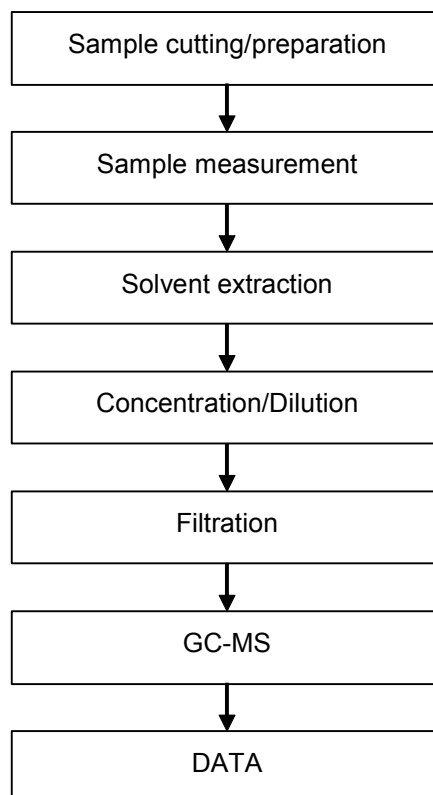 Sample cutting/preparation
Sample measurement
Solvent extraction
Concentration/Dilution
Filtration
GC-MS
DATA